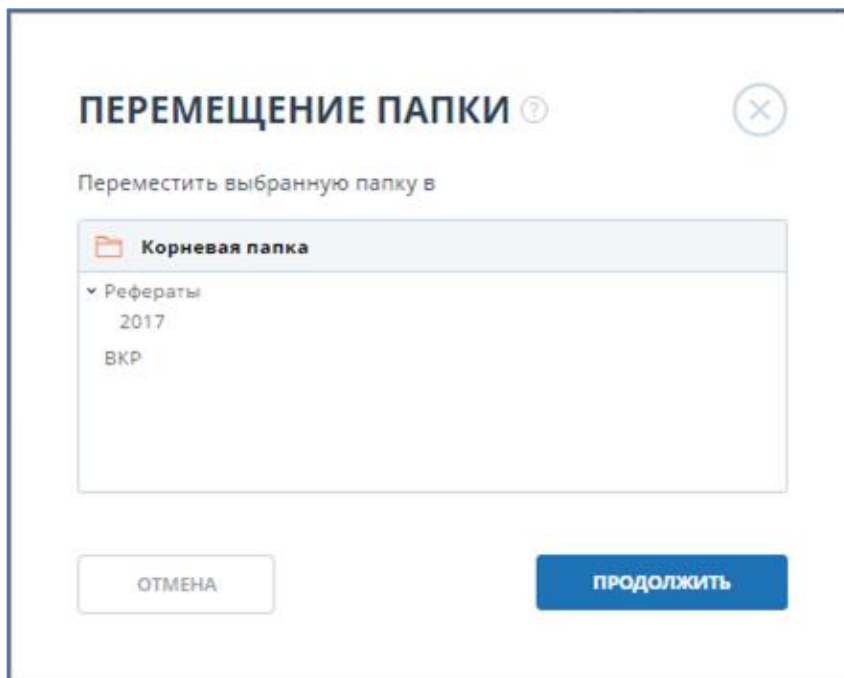 ПЕРЕМЕЩЕНИЕ ПАПКИ ?
Переместить выбранную папку в
Корневая папка
Рефераты
2017
ВКР
ОТМЕНА
ПРОДОЛЖИТЬ